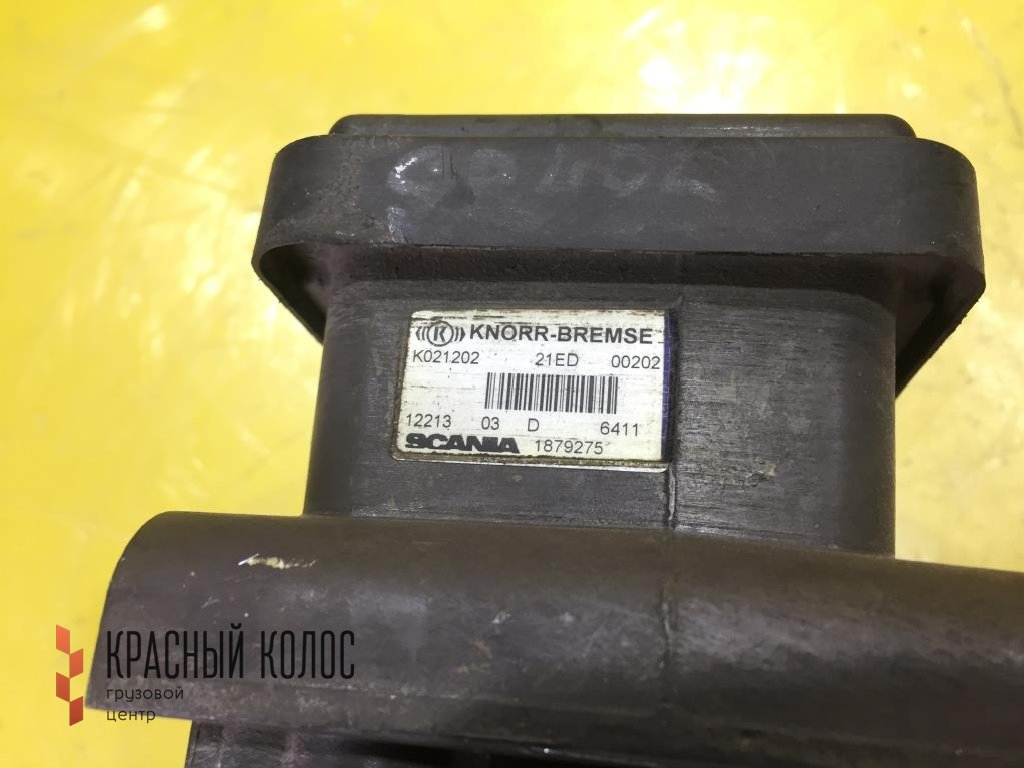 KNORR-BREMSE
K021202 21ED 00202
12213 03 D 6411
SCANIA 1879275
КРАСНЫЙ КОЛОС
грузовой
центр